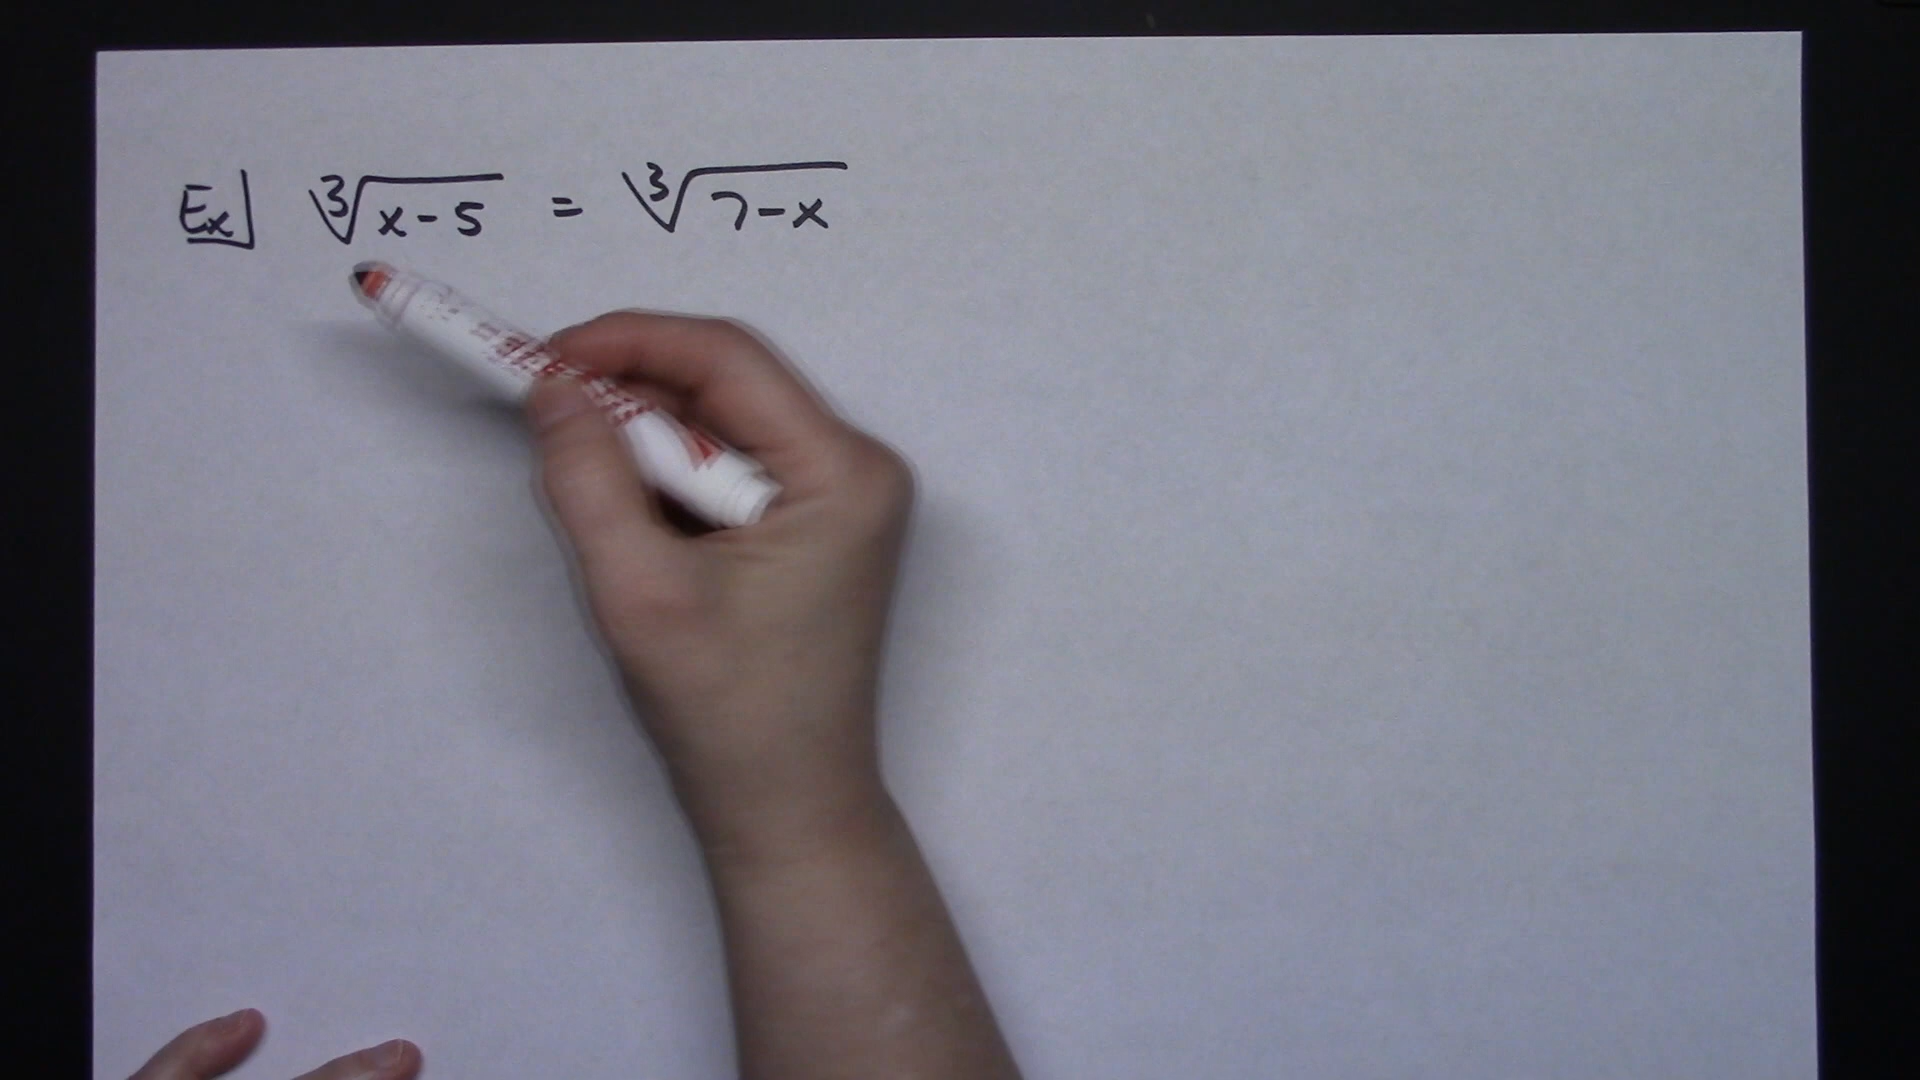 Ex] ∛(x-5) = ∛(7-x)